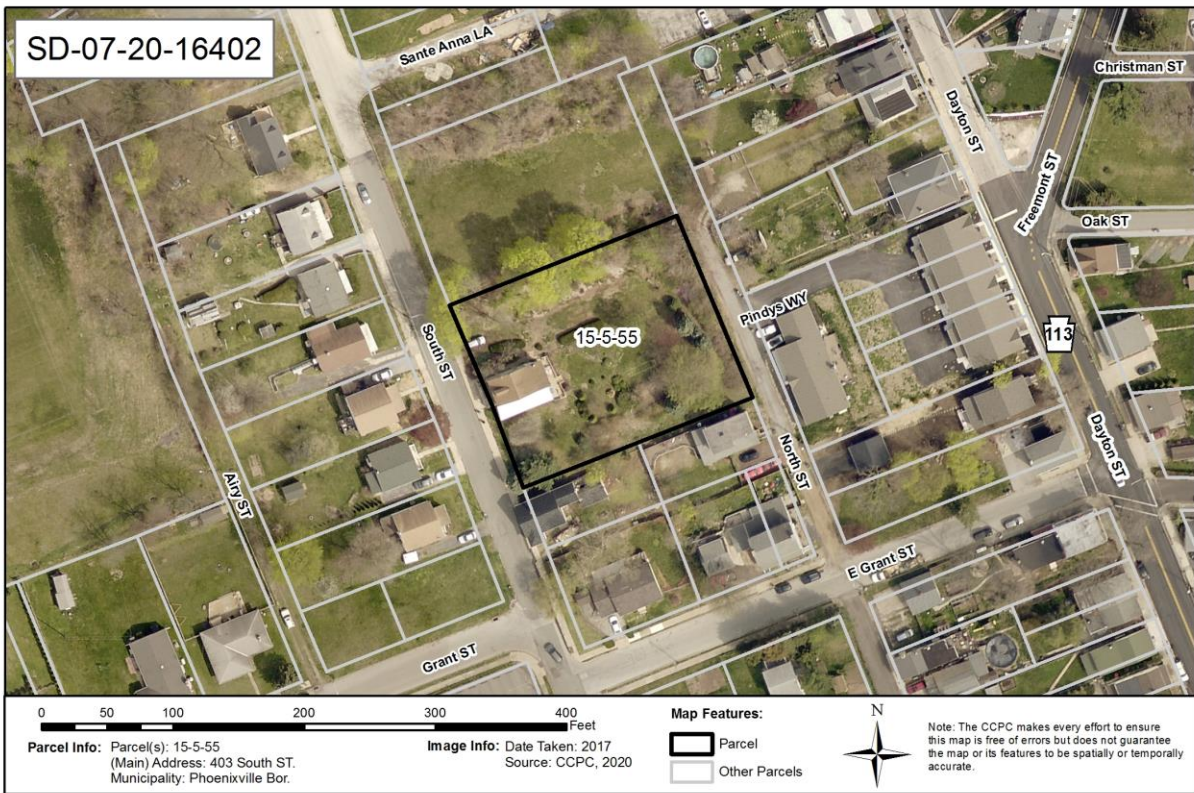 SD-07-20-16402
Sante Anna LA
Christman ST
Dayton ST
Freemont ST
Oak ST
South ST
15-5-55
Pindys WY
113
Airy ST
North ST
Dayton ST
E Grant ST
Grant ST
0 50 100 200 300 400
Feet
Parcel Info: Parcel(s): 15-5-55
(Main) Address: 403 South ST.
Municipality: Phoenixville Bor.
Image Info: Date Taken: 2017
Source: CCPC, 2020
Map Features:
Parcel
Other Parcels
N
Note: The CCPC makes every effort to ensure
this map is free of errors but does not guarantee
the map or its features to be spatially or temporally
accurate.